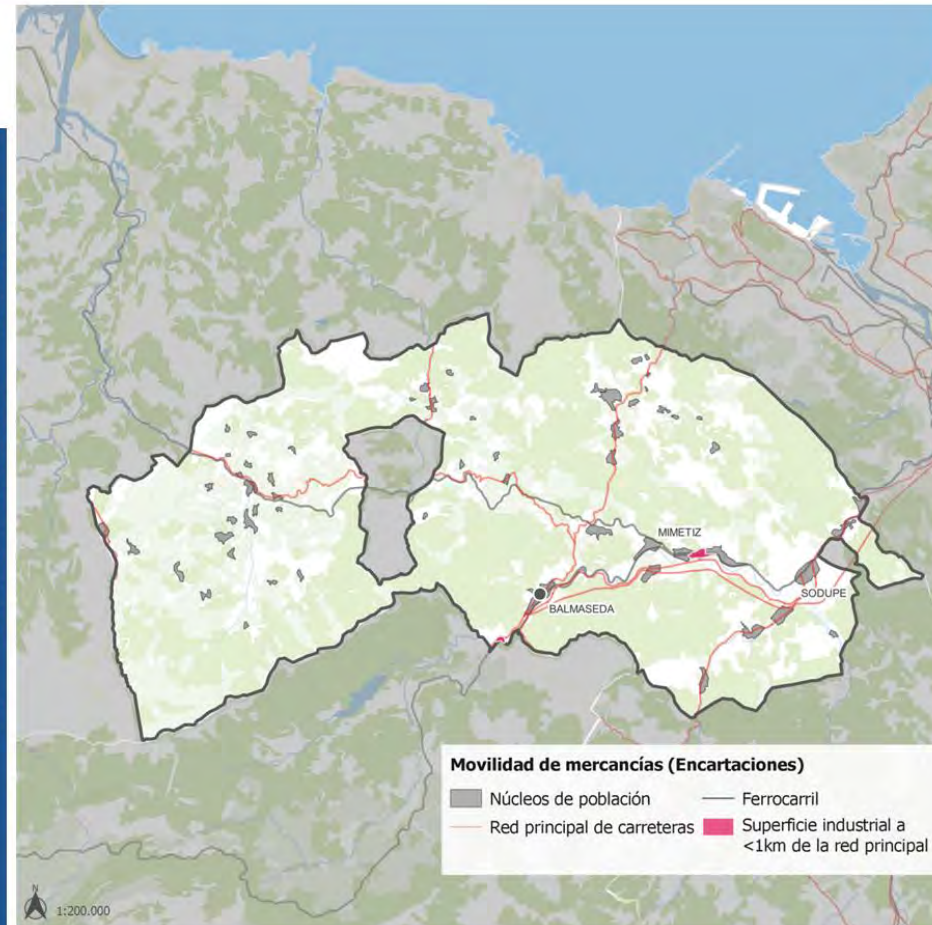 MIMETIZ
SODUPE
BALMASEDA
Movilidad de mercancías (Encartaciones)
Núcleos de población
Ferrocarril
Red principal de carreteras
Superficie industrial a
<1km de la red principal
N
1:200.000